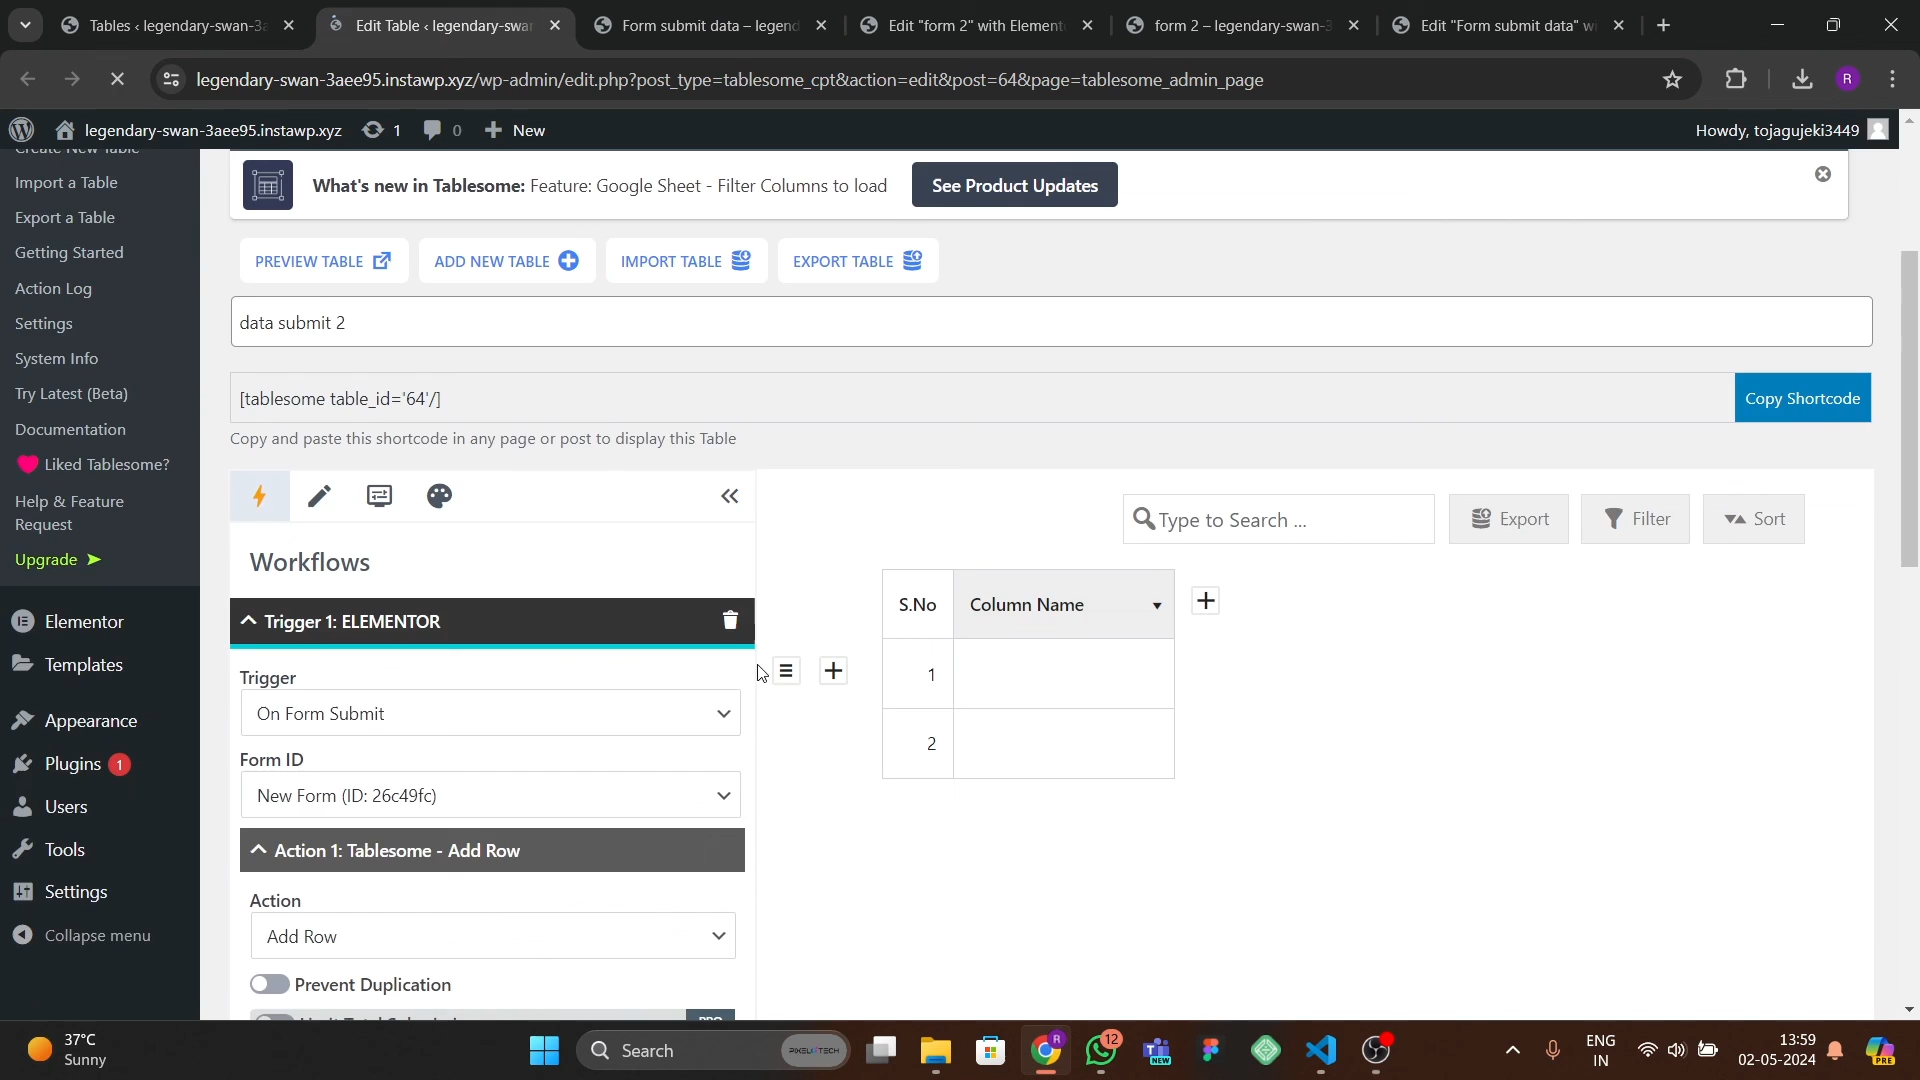 Tables ‹ legendary-swan-3a
Edit Table ‹ legendary-swan
Form submit data – legend
Edit "form 2" with Element
form 2 – legendary-swan-3
Edit "Form submit data" w
legendary-swan-3aee95.instawp.xyz/wp-admin/edit.php?post_type=tablesome_cpt&action=edit&post=64&page=tablesome_admin_page
R
legendary-swan-3aee95.instawp.xyz
1
0
New
Howdy, tojagujeki3449
Create New Table
Import a Table
Export a Table
Getting Started
Action Log
Settings
System Info
Try Latest (Beta)
Documentation
Liked Tablesome?
Help & Feature
Request
Upgrade ➤
Elementor
Templates
Appearance
Plugins 1
Users
Tools
Settings
Collapse menu
What's new in Tablesome: Feature: Google Sheet - Filter Columns to load
See Product Updates
PREVIEW TABLE
ADD NEW TABLE
IMPORT TABLE
EXPORT TABLE
data submit 2
[tablesome table_id='64'/]
Copy Shortcode
Copy and paste this shortcode in any page or post to display this Table
Workflows
Trigger 1: ELEMENTOR
Trigger
On Form Submit
Form ID
New Form (ID: 26c49fc)
Action 1: Tablesome - Add Row
Action
Add Row
Prevent Duplication
PRO
Type to Search ...
Export
Filter
Sort
S.No
Column Name
1
2
37°C
Sunny
Search
PIXEL TECH
R
12
NEW
ENG
IN
13:59
02-05-2024
PRE